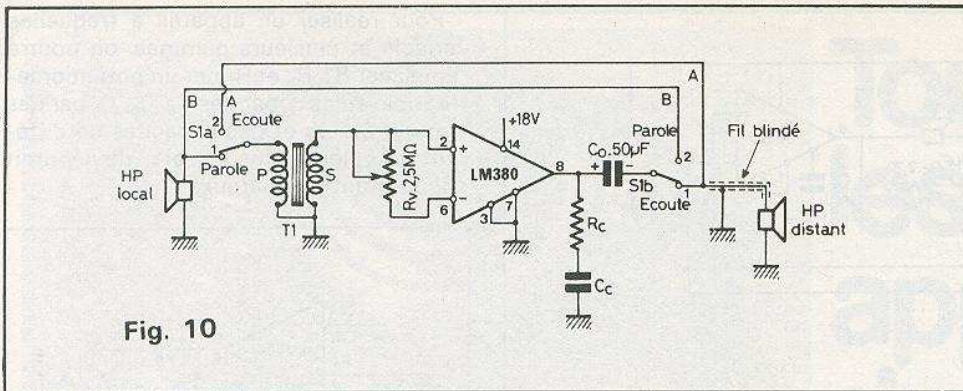 A
B
B
A
2
A
Ecoute
S1a
1
Parole
HP
local
P
S
T1
Rv 2,5MΩ
2
+
6
-
LM380
+18V
14
8
3
7
Co.50µF
+
-
Rc
Cc
Parole
2
S1b
1
Ecoute
Fil blindé
HP
distant
Fig. 10